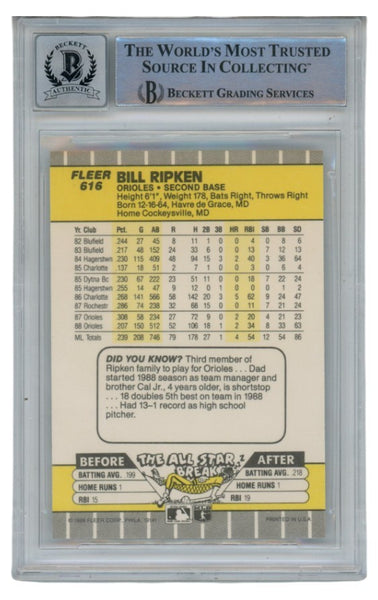 BECKETT
B
AUTHENTIC
THE WORLD'S MOST TRUSTED
SOURCE IN COLLECTING™
B BECKETT GRADING SERVICES
FLEER
616
BILL RIPKEN
ORIOLES • SECOND BASE
Height 6'1", Weight 178, Bats Right, Throws Right
Born 12-16-64, Havre de Grace, MD
Home Cockeysville, MD
Yr. Club Pct. G AB R H 2B 3B HR RBI SB BB SO
82 Blufield 244 27 45 8 11 1 0 0 4 0 8 6
83 Blufield 217 48 152 24 33 6 0 0 13 7 12 13
84 Hagerstwn 230 115 409 48 94 15 3 2 40 3 36 64
85 Charlotte 137 18 51 2 7 1 0 0 3 0 6 4
85 Dytna Bc 230 67 222 23 51 11 0 0 18 7 22 24
85 Hagerstwn 255 14 47 9 12 0 1 0 0 0 6 3
86 Charlotte 268 141 566 58 142 20 3 5 62 9 24 47
87 Rochestr 286 74 238 32 68 15 0 0 11 7 21 24
87 Orioles 308 58 234 27 72 9 0 2 20 4 21 23
88 Orioles 207 150 512 52 106 18 1 2 34 8 33 63
ML Totals 239 208 746 79 178 27 1 4 54 12 54 86
DID YOU KNOW? Third member of
Ripken family to play for Orioles . . . Dad
started 1988 season as team manager and
brother Cal Jr., 4 years older, is shortstop
. . . 18 doubles 5th best on team in 1988
. . . Had 13–1 record as high school
pitcher.
BEFORE THE ALL STAR BREAK AFTER
BATTING AVG. 199 BATTING AVG. 218
HOME RUNS 1 HOME RUNS 1
RBI 15 RBI 19
© 1989 FLEER CORP., PHILA. 19141
PRINTED IN U.S.A.